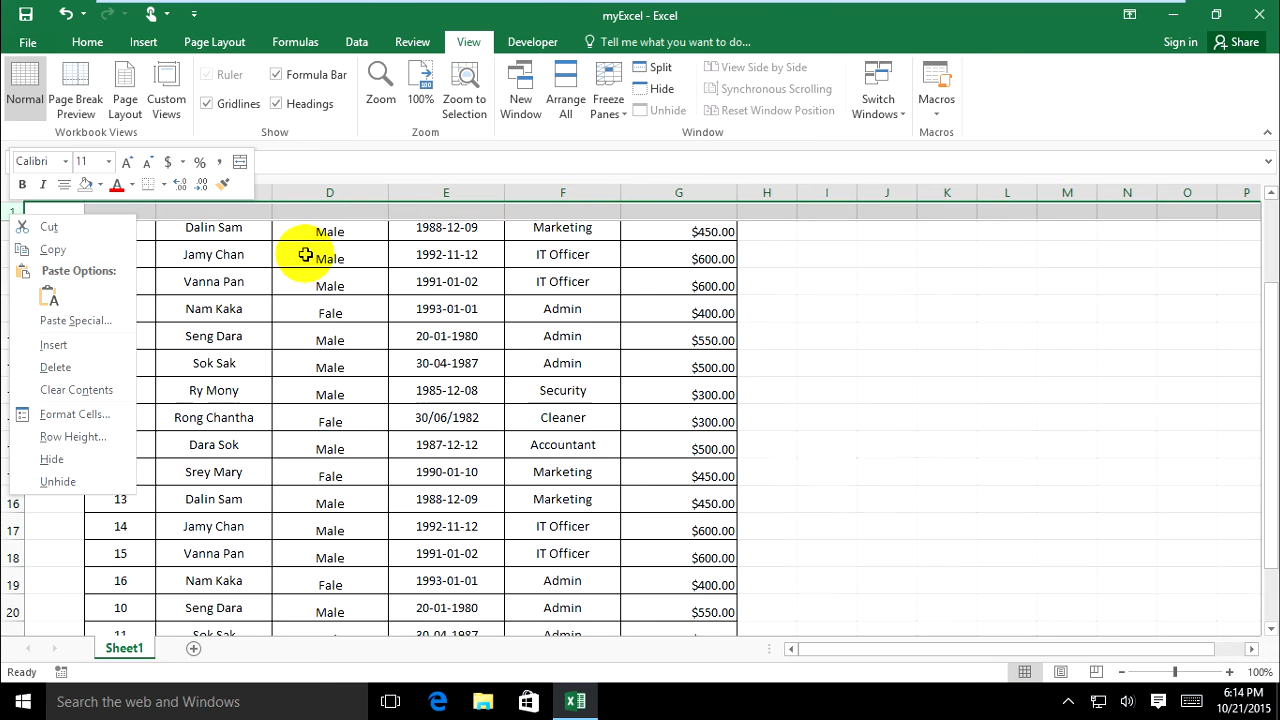 myExcel - Excel
File Home Insert Page Layout Formulas Data Review View Developer Tell me what you want to do... Sign in Share
Normal Page Break Preview Page Layout Custom Views
Workbook Views
Ruler Formula Bar
Gridlines Headings
Show
Zoom 100% Zoom to Selection
Zoom
New Window Arrange All Freeze Panes
Split
Hide
Unhide
View Side by Side
Synchronous Scrolling
Reset Window Position
Window
Switch Windows
Macros
Macros
Calibri 11 $ % ,
D E F G H I J K L M N O P
1
Cut
Copy
Paste Options:
Paste Special...
Insert
Delete
Clear Contents
Format Cells...
Row Height...
Hide
Unhide
Dalin Sam Male 1988-12-09 Marketing $450.00
Jamy Chan Male 1992-11-12 IT Officer $600.00
Vanna Pan Male 1991-01-02 IT Officer $600.00
Nam Kaka Fale 1993-01-01 Admin $400.00
Seng Dara Male 20-01-1980 Admin $550.00
Sok Sak Male 30-04-1987 Admin $500.00
Ry Mony Male 1985-12-08 Security $300.00
Rong Chantha Fale 30/06/1982 Cleaner $300.00
Dara Sok Male 1987-12-12 Accountant $500.00
Srey Mary Fale 1990-01-10 Marketing $450.00
16 13 Dalin Sam Male 1988-12-09 Marketing $450.00
17 14 Jamy Chan Male 1992-11-12 IT Officer $600.00
18 15 Vanna Pan Male 1991-01-02 IT Officer $600.00
19 16 Nam Kaka Fale 1993-01-01 Admin $400.00
20 10 Seng Dara Male 20-01-1980 Admin $550.00
11 Sok Sak 30-04-1987 Admin
Sheet1
Ready 100%
Search the web and Windows
6:14 PM
10/21/2015